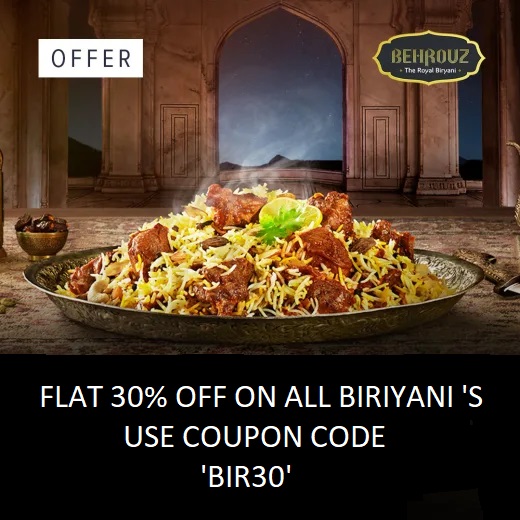 OFFER
BEHROUZ
The Royal Biryani
FLAT 30% OFF ON ALL BIRIYANI 'S
USE COUPON CODE
'BIR30'